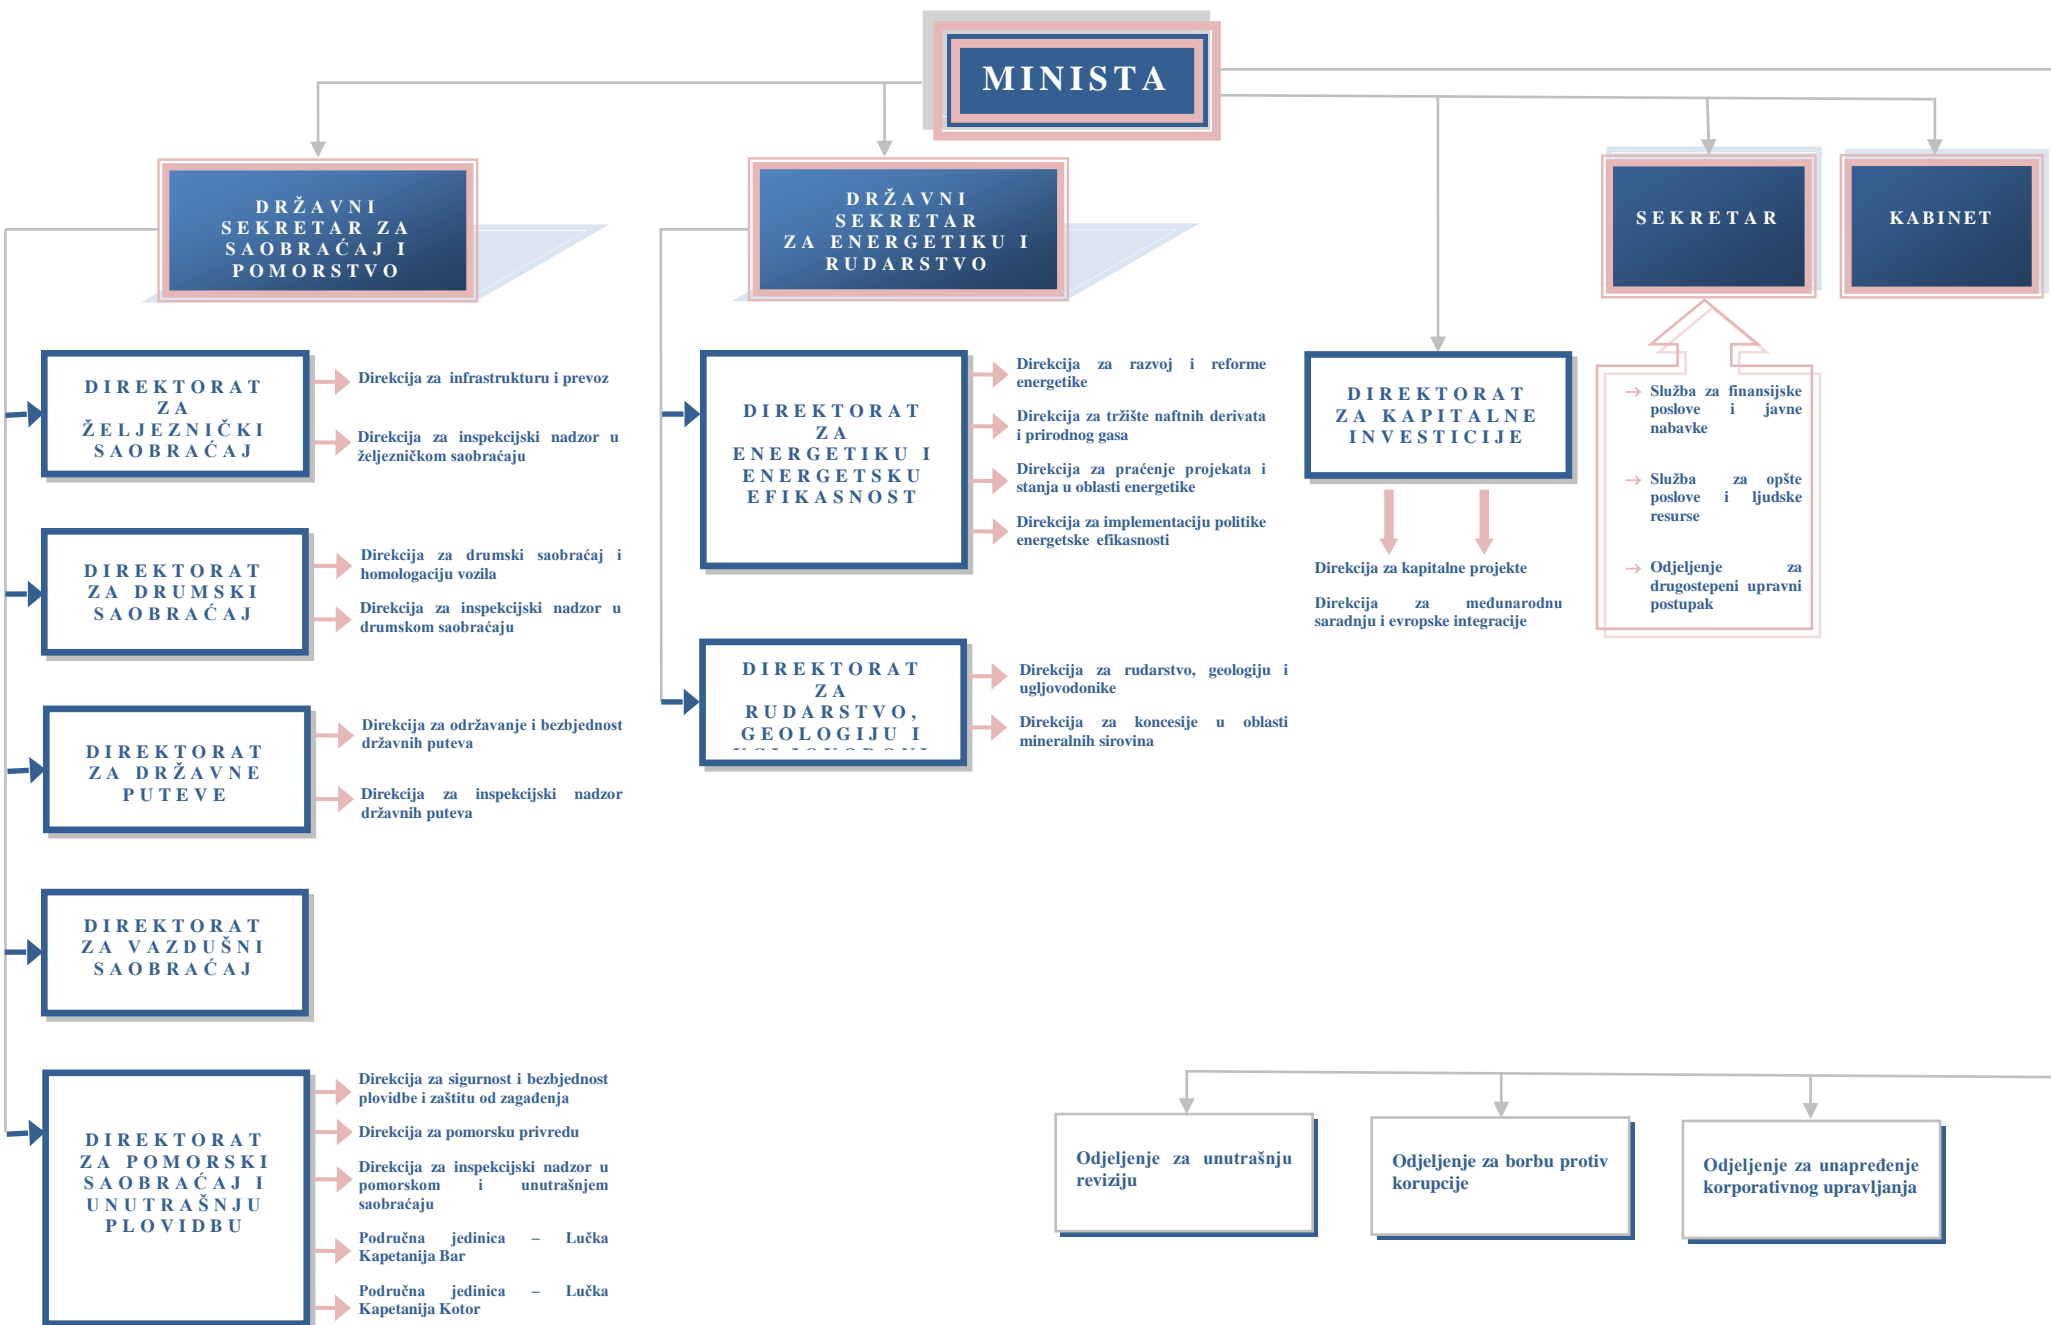 MINISTA
DRŽAVNI
SEKRETAR ZA
SAOBRAĆAJ I
POMORSTVO
DRŽAVNI
SEKRETAR
ZA ENERGETIKU I
RUDARSTVO
SEKRETAR
KABINET
DIREKTORAT
ZA
ŽELJEZNIČKI
SAOBRAĆAJ
Direkcija za infrastrukturu i prevoz
Direkcija za inspekcijski nadzor u
željezničkom saobraćaju
DIREKTORAT
ZA DRUMSKI
SAOBRAĆAJ
Direkcija za drumski saobraćaj i
homologaciju vozila
Direkcija za inspekcijski nadzor u
drumskom saobraćaju
DIREKTORAT
ZA DRŽAVNE
PUTEVE
Direkcija za održavanje i bezbjednost
državnih puteva
Direkcija za inspekcijski nadzor
državnih puteva
DIREKTORAT
ZA VAZDUŠNI
SAOBRAĆAJ
DIREKTORAT
ZA POMORSKI
SAOBRAĆAJ I
UNUTRAŠNJU
PLOVIDBU
Direkcija za sigurnost i bezbjednost
plovidbe i zaštitu od zagađenja
Direkcija za pomorsku privredu
Direkcija za inspekcijski nadzor u
pomorskom i unutrašnjem
saobraćaju
Područna jedinica – Lučka
Kapetanija Bar
Područna jedinica – Lučka
Kapetanija Kotor
DIREKTORAT
ZA
ENERGETIKU I
ENERGETSKU
EFIKASNOST
Direkcija za razvoj i reforme
energetike
Direkcija za tržište naftnih derivata
i prirodnog gasa
Direkcija za praćenje projekata i
stanja u oblasti energetike
Direkcija za implementaciju politike
energetske efikasnosti
DIREKTORAT
ZA
RUDARSTVO,
GEOLOGIJU I
Direkcija za rudarstvo, geologiju i
ugljovodonike
Direkcija za koncesije u oblasti
mineralnih sirovina
DIREKTORAT
ZA KAPITALNE
INVESTICIJE
Direkcija za kapitalne projekte
Direkcija za međunarodnu
saradnju i evropske integracije
→ Služba za finansijske
poslove i javne
nabavke
→ Služba za opšte
poslove i ljudske
resurse
→ Odjeljenje za
drugostepeni upravni
postupak
Odjeljenje za unutrašnju
reviziju
Odjeljenje za borbu protiv
korupcije
Odjeljenje za unapređenje
korporativnog upravljanja